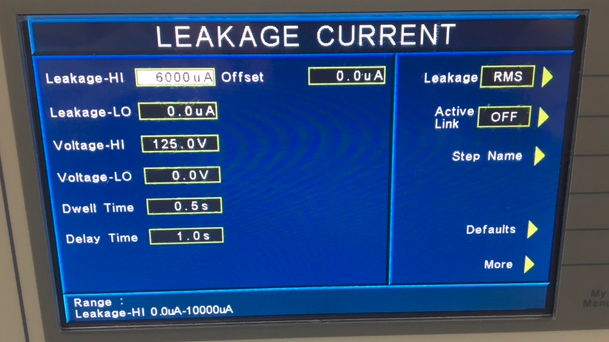 LEAKAGE CURRENT
Leakage-HI 6000uA Offset 0.0uA
Leakage-LO 0.0uA
Voltage-HI 125.0V
Voltage-LO 0.0V
Dwell Time 0.5s
Delay Time 1.0s
Leakage RMS
Active
Link OFF
Step Name
Defaults
More
Range :
Leakage-HI 0.0uA-10000uA
My
Menu